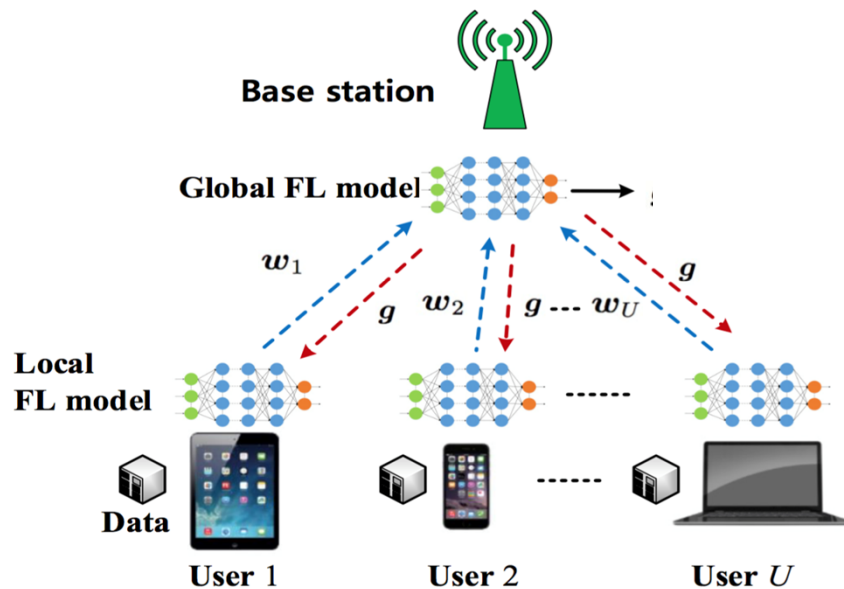 Base station
Global FL model
w₁
g
w₂
g
w_U
g
Local
FL model
Data
User 1
User 2
User U